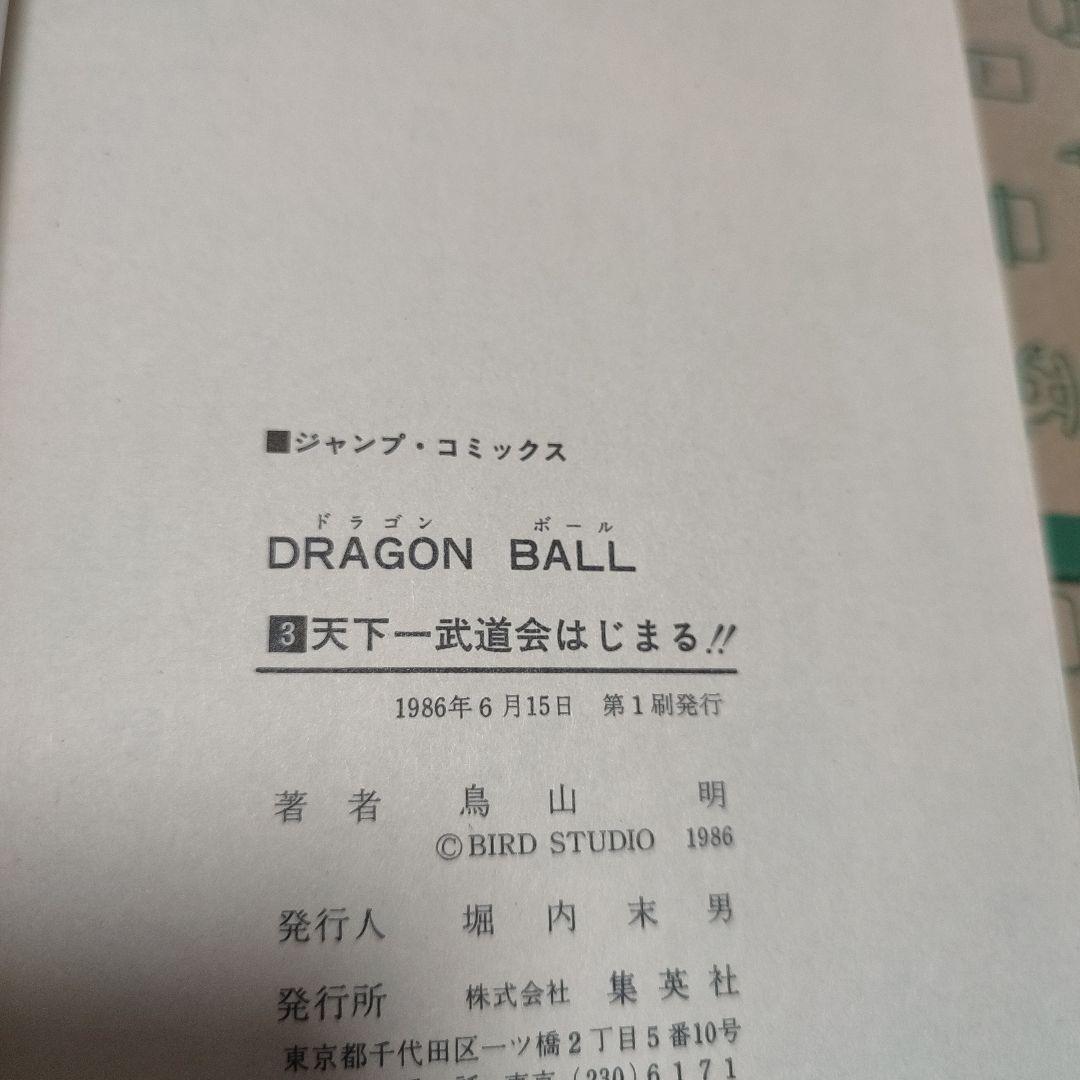 ■ジャンプ・コミックス
ドラゴン ボール
DRAGON BALL
3天下一武道会はじまる!!
1986年6月15日 第1刷発行
著者 鳥山 明
©BIRD STUDIO 1986
発行人 堀内末男
発行所 株式会社 集英社
東京都千代田区一ツ橋2丁目5番10号
東京(230)6171